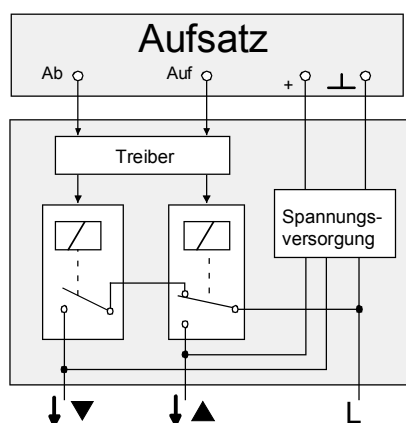 Aufsatz
Ab
Auf
+
Treiber
Spannungs-
versorgung
L